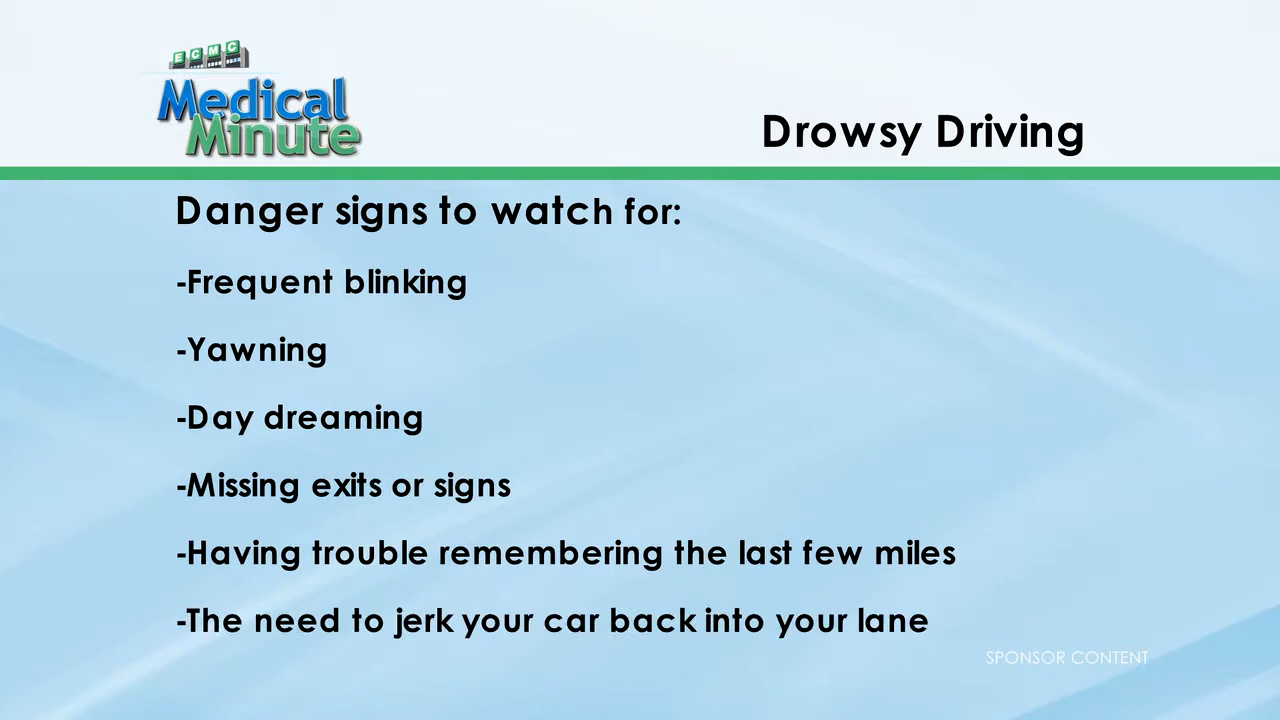 ECMC
Medical
Minute
Drowsy Driving
Danger signs to watch for:
-Frequent blinking
-Yawning
-Day dreaming
-Missing exits or signs
-Having trouble remembering the last few miles
-The need to jerk your car back into your lane
SPONSOR CONTENT